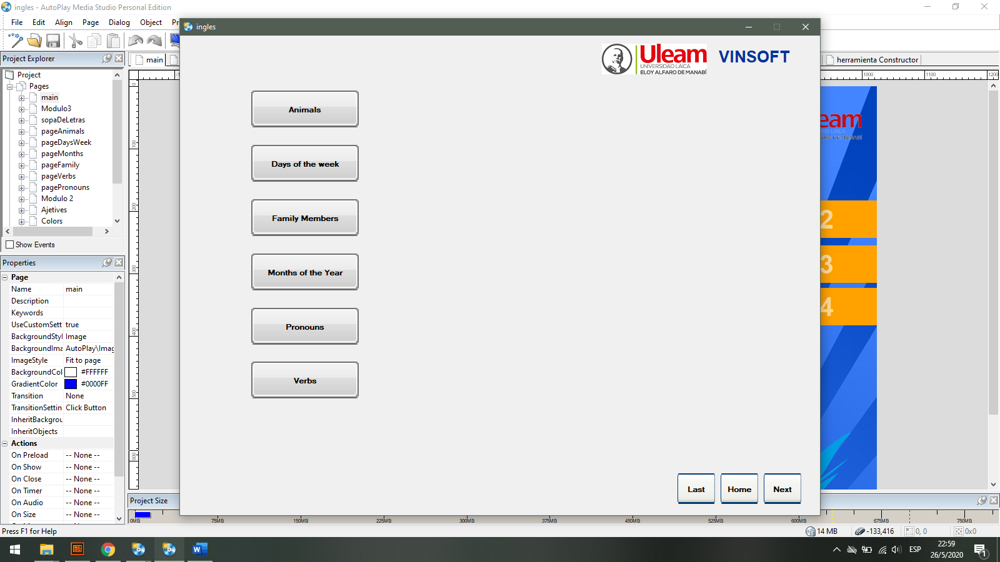 ingles - AutoPlay Media Studio Personal Edition
File Edit Align Page Dialog Object Pr
Project Explorer
Project
Pages
main
Modulo3
sopaDeLetras
pageAnimals
pageDaysWeek
pageMonths
pageFamily
pageVerbs
pagePronouns
Modulo 2
Ajetives
Colors
Show Events
Properties
Page
Name main
Description
Keywords
UseCustomSett true
BackgroundStyl Image
BackgroundIma AutoPlay\Imag
ImageStyle Fit to page
BackgroundCol #FFFFFF
GradientColor #0000FF
Transition None
TransitionSettin Click Button
InheritBackgrou
InheritObjects
Actions
On Preload -- None --
On Show -- None --
On Close -- None --
On Timer -- None --
On Audio -- None --
On Size -- None --
Press F1 for Help
main
ingles
Uleam
UNIVERSIDAD LAICA
ELOY ALFARO DE MANABÍ
VINSOFT
Animals
Days of the week
Family Members
Months of the Year
Pronouns
Verbs
Last Home Next
herramienta Constructor
1000 1100 1200
100
200
300
400
500
600
eam
2
3
4
Project Size
0MB 75MB 150MB 225MB 300MB 375MB 450MB 525MB 600MB 675MB 750MB
14 MB -133,416 0, 0 0x0
ESP
22:59
26/5/2020
1